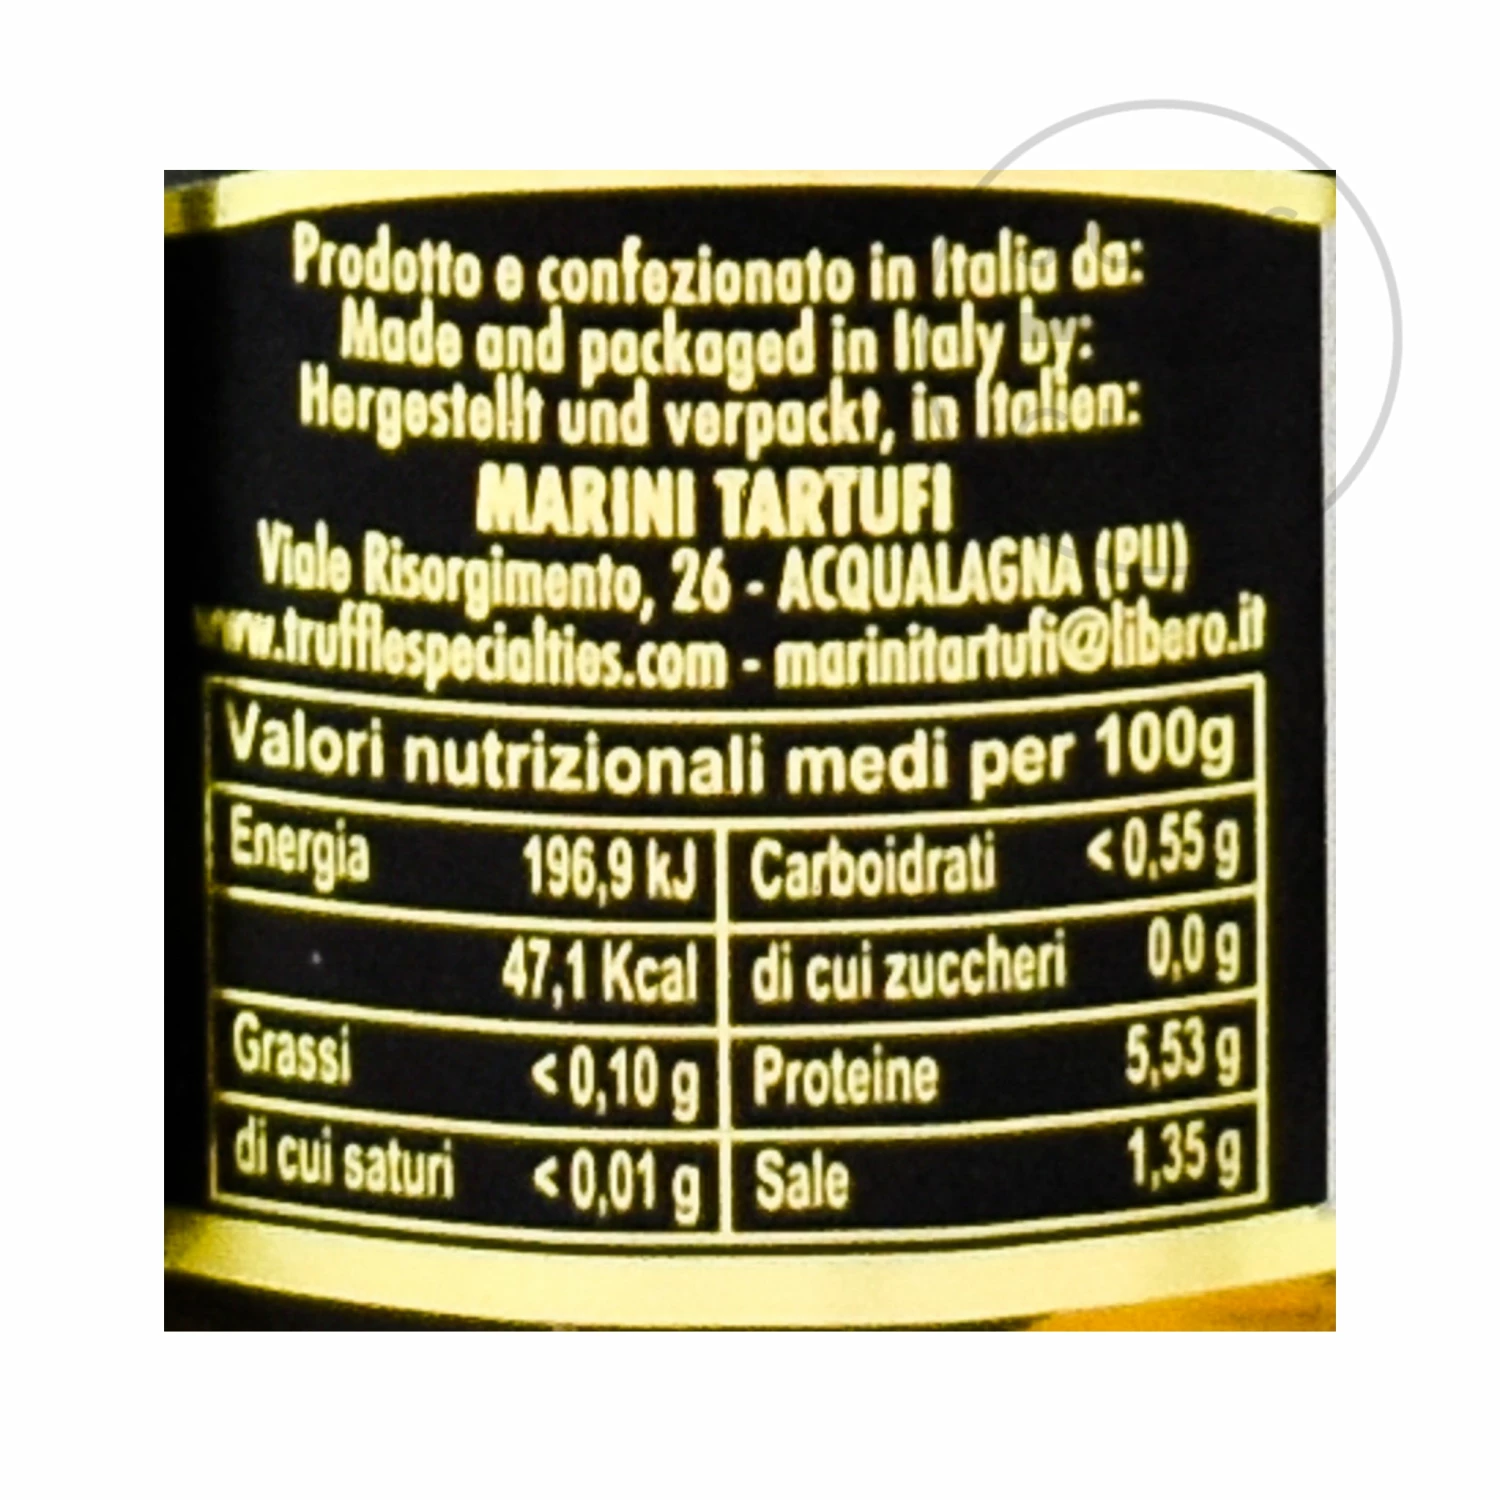 Prodotto e confezionato in Italia da:
Made and packaged in Italy by:
Hergestellt und verpackt, in Italien:
MARINI TARTUFI
Viale Risorgimento, 26 - ACQUALAGNA (PU)
www.trufflespecialties.com - marinitartufi@libero.it
Valori nutrizionali medi per 100g
Energia 196,9 kJ Carboidrati < 0,55 g
47,1 Kcal di cui zuccheri 0,0 g
Grassi < 0,10 g Proteine 5,53 g
di cui saturi < 0,01 g Sale 1,35 g